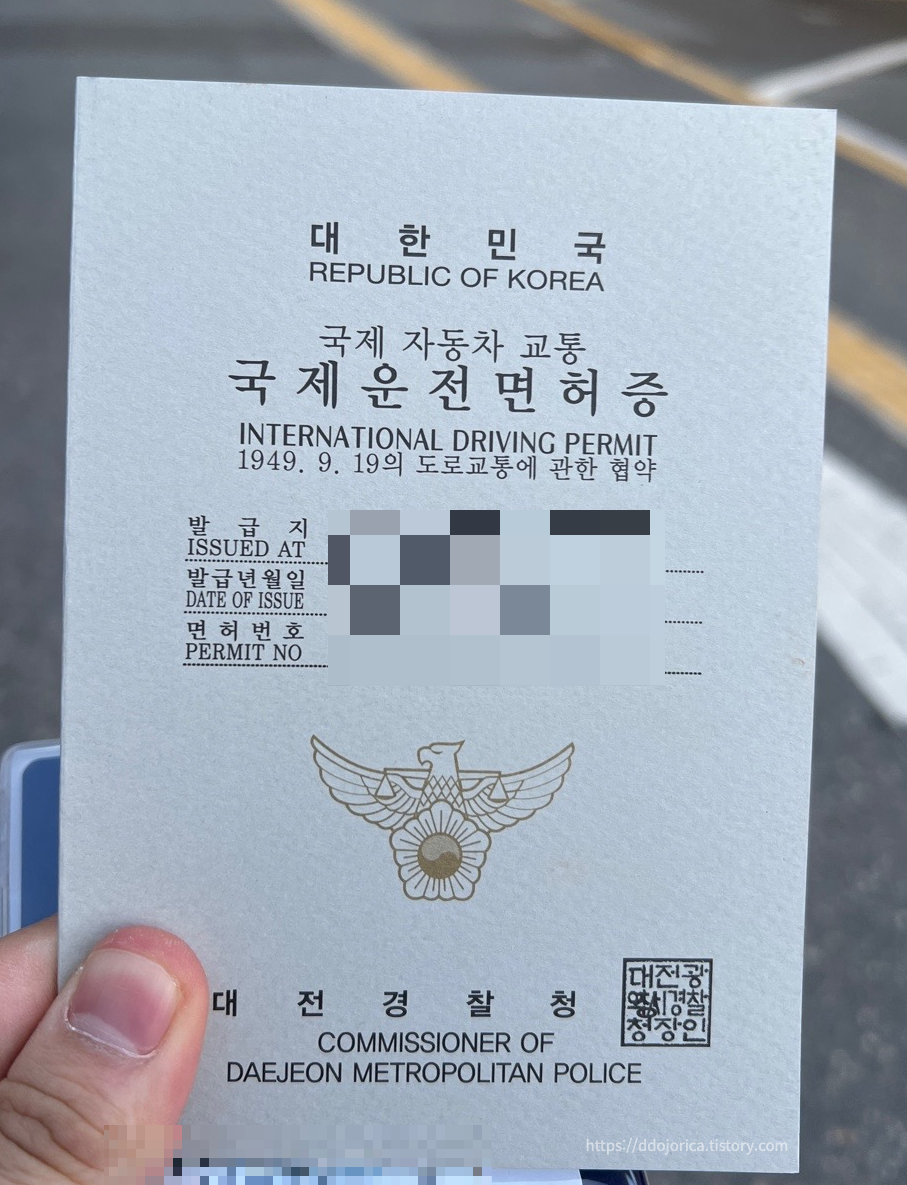 대한민국
REPUBLIC OF KOREA
국제 자동차 교통
국제운전면허증
INTERNATIONAL DRIVING PERMIT
1949. 9. 19의 도로교통에 관한 협약
발급지
ISSUED AT
발급년월일
DATE OF ISSUE
면허번호
PERMIT NO
대전경찰청장
대전광
역시경찰
청장인
COMMISSIONER OF
DAEJEON METROPOLITAN POLICE
https://ddojorica.tistory.com